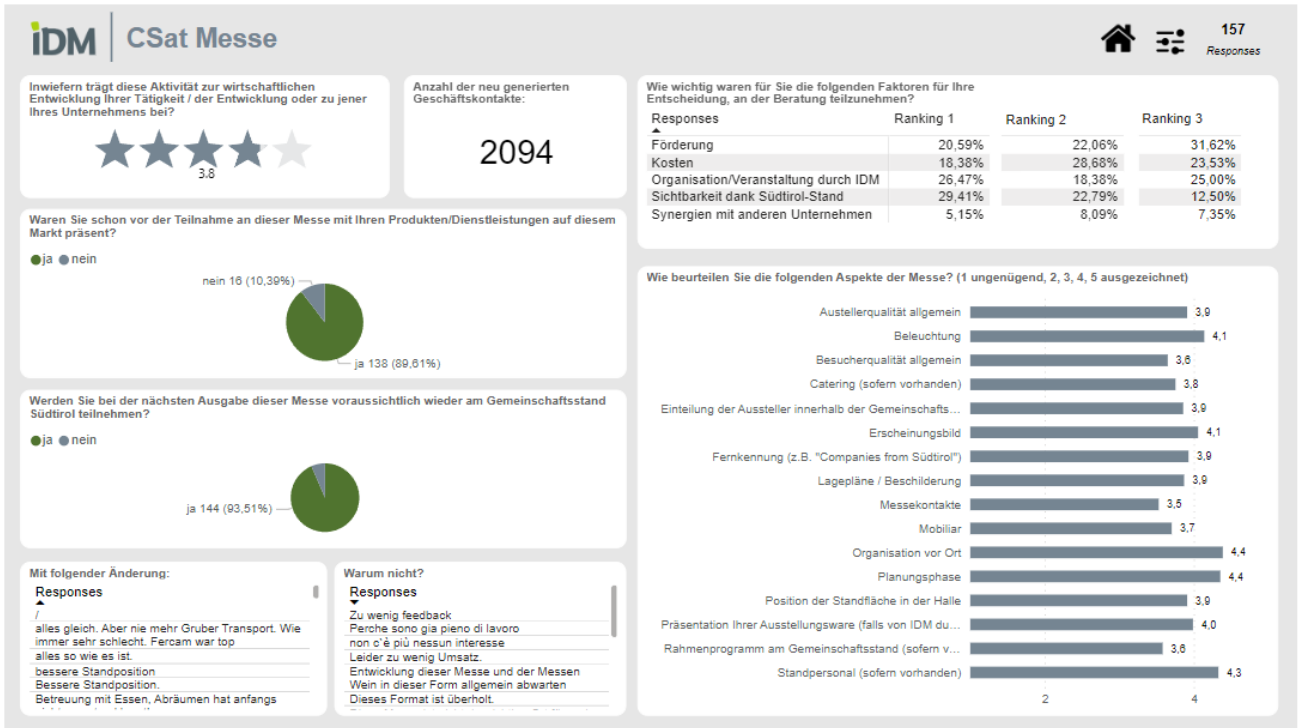 iDM
CSat Messe
157
Responses
Inwiefern trägt diese Aktivität zur wirtschaftlichen
Entwicklung Ihrer Tätigkeit / der Entwicklung oder zu jener
Ihres Unternehmens bei?
3.8
Anzahl der neu generierten
Geschäftskontakte:
2094
Wie wichtig waren für Sie die folgenden Faktoren für Ihre
Entscheidung, an der Beratung teilzunehmen?
Responses Ranking 1 Ranking 2 Ranking 3
Förderung 20,59% 22,06% 31,62%
Kosten 18,38% 28,68% 23,53%
Organisation/Veranstaltung durch IDM 26,47% 18,38% 25,00%
Sichtbarkeit dank Südtirol-Stand 29,41% 22,79% 12,50%
Synergien mit anderen Unternehmen 5,15% 8,09% 7,35%
Waren Sie schon vor der Teilnahme an dieser Messe mit Ihren Produkten/Dienstleistungen auf diesem
Markt präsent?
ja nein
nein 16 (10,39%)
ja 138 (89,61%)
Werden Sie bei der nächsten Ausgabe dieser Messe voraussichtlich wieder am Gemeinschaftsstand
Südtirol teilnehmen?
ja nein
ja 144 (93,51%)
Mit folgender Änderung:
Responses
/
alles gleich. Aber nie mehr Gruber Transport. Wie
immer sehr schlecht. Fercam war top
alles so wie es ist.
bessere Standposition
Bessere Standposition.
Betreuung mit Essen, Abräumen hat anfangs
Warum nicht?
Responses
Zu wenig feedback
Perche sono gia pieno di lavoro
non c`è più nessun interesse
Leider zu wenig Umsatz.
Entwicklung dieser Messe und der Messen
Wein in dieser Form allgemein abwarten
Dieses Format ist überholt.
Wie beurteilen Sie die folgenden Aspekte der Messe? (1 ungenügend, 2, 3, 4, 5 ausgezeichnet)
Austellerqualität allgemein 3,9
Beleuchtung 4,1
Besucherqualität allgemein 3,6
Catering (sofern vorhanden) 3,8
Einteilung der Aussteller innerhalb der Gemeinschafts... 3,9
Erscheinungsbild 4,1
Fernkennung (z.B. "Companies from Südtirol") 3,9
Lagepläne / Beschilderung 3,9
Messekontakte 3,5
Mobiliar 3,7
Organisation vor Ort 4,4
Planungsphase 4,4
Position der Standfläche in der Halle 3,9
Präsentation Ihrer Ausstellungsware (falls von IDM du... 4,0
Rahmenprogramm am Gemeinschaftsstand (sofern v... 3,6
Standpersonal (sofern vorhanden) 4,3
2 4